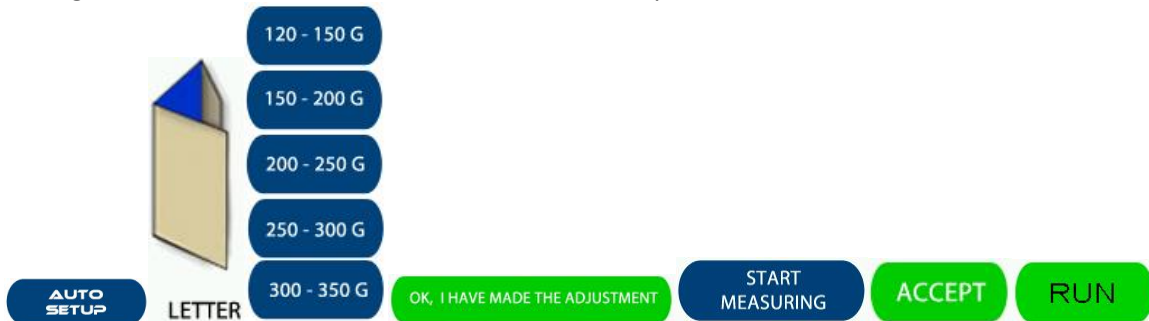 120 - 150 G
150 - 200 G
200 - 250 G
250 - 300 G
300 - 350 G
AUTO
SETUP
LETTER
OK, I HAVE MADE THE ADJUSTMENT
START
MEASURING
ACCEPT
RUN